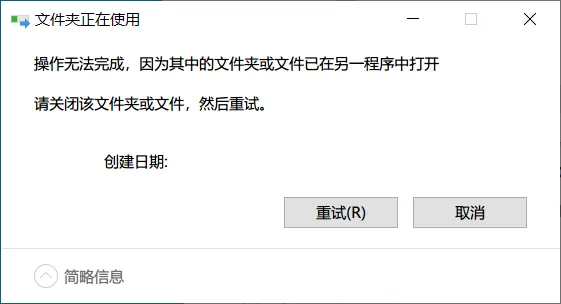 文件夹正在使用
操作无法完成，因为其中的文件夹或文件已在另一程序中打开
请关闭该文件夹或文件，然后重试。
创建日期:
重试(R)
取消
简略信息